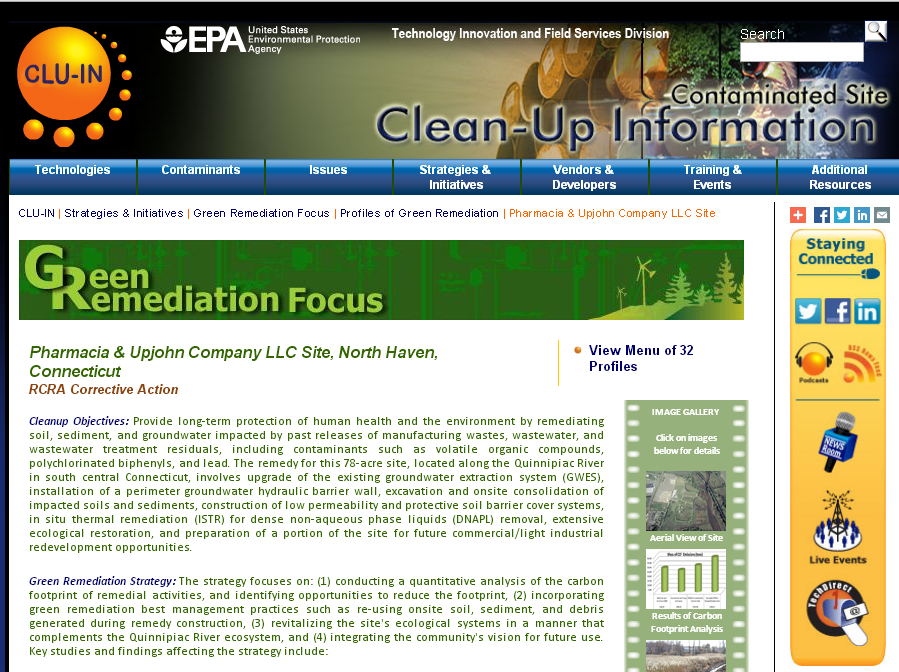 CLU-IN
EPA
United States
Environmental Protection
Agency
Technology Innovation and Field Services Division
Search
Contaminated Site
Clean-Up Information
Technologies
Contaminants
Issues
Strategies &
Initiatives
Vendors &
Developers
Training &
Events
Additional
Resources
CLU-IN | Strategies & Initiatives | Green Remediation Focus | Profiles of Green Remediation | Pharmacia & Upjohn Company LLC Site
Green
Remediation Focus
Pharmacia & Upjohn Company LLC Site, North Haven,
Connecticut
RCRA Corrective Action
View Menu of 32
Profiles
Cleanup Objectives: Provide long-term protection of human health and the environment by remediating
soil, sediment, and groundwater impacted by past releases of manufacturing wastes, wastewater, and
wastewater treatment residuals, including contaminants such as volatile organic compounds,
polychlorinated biphenyls, and lead. The remedy for this 78-acre site, located along the Quinnipiac River
in south central Connecticut, involves upgrade of the existing groundwater extraction system (GWES),
installation of a perimeter groundwater hydraulic barrier wall, excavation and onsite consolidation of
impacted soils and sediments, construction of low permeability and protective soil barrier cover systems,
in situ thermal remediation (ISTR) for dense non-aqueous phase liquids (DNAPL) removal, extensive
ecological restoration, and preparation of a portion of the site for future commercial/light industrial
redevelopment opportunities.
Green Remediation Strategy: The strategy focuses on: (1) conducting a quantitative analysis of the carbon
footprint of remedial activities, and identifying opportunities to reduce the footprint, (2) incorporating
green remediation best management practices such as re-using onsite soil, sediment, and debris
generated during remedy construction, (3) revitalizing the site's ecological systems in a manner that
complements the Quinnipiac River ecosystem, and (4) integrating the community's vision for future use.
Key studies and findings affecting the strategy include:
IMAGE GALLERY
Click on images
below for details
Aerial View of Site
Results of Carbon
Footprint Analysis
Staying
Connected
Podcasts
RSS News Feed
NEWS
ROOM
Live Events
TechDirect